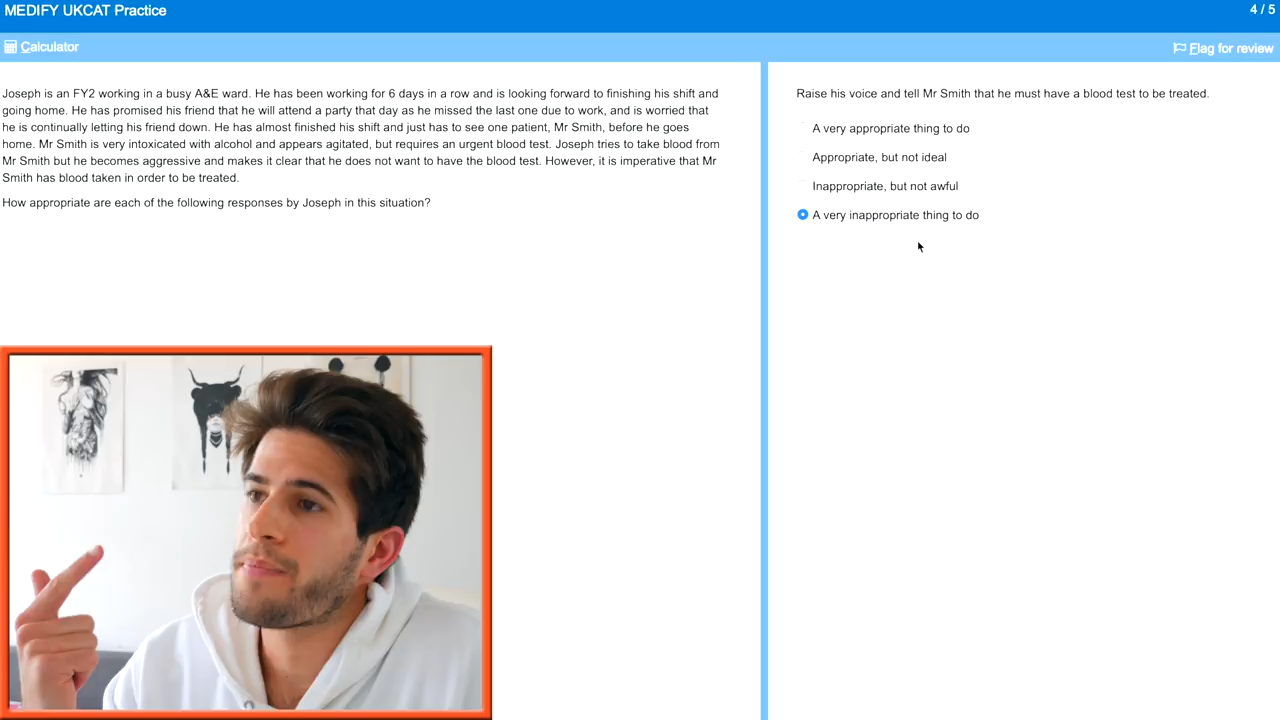 MEDIFY UKCAT Practice
4 / 5
Calculator
Flag for review
Joseph is an FY2 working in a busy A&E ward. He has been working for 6 days in a row and is looking forward to finishing his shift and
going home. He has promised his friend that he will attend a party that day as he missed the last one due to work, and is worried that
he is continually letting his friend down. He has almost finished his shift and just has to see one patient, Mr Smith, before he goes
home. Mr Smith is very intoxicated with alcohol and appears agitated, but requires an urgent blood test. Joseph tries to take blood from
Mr Smith but he becomes aggressive and makes it clear that he does not want to have the blood test. However, it is imperative that Mr
Smith has blood taken in order to be treated.
How appropriate are each of the following responses by Joseph in this situation?
Raise his voice and tell Mr Smith that he must have a blood test to be treated.
A very appropriate thing to do
Appropriate, but not ideal
Inappropriate, but not awful
A very inappropriate thing to do